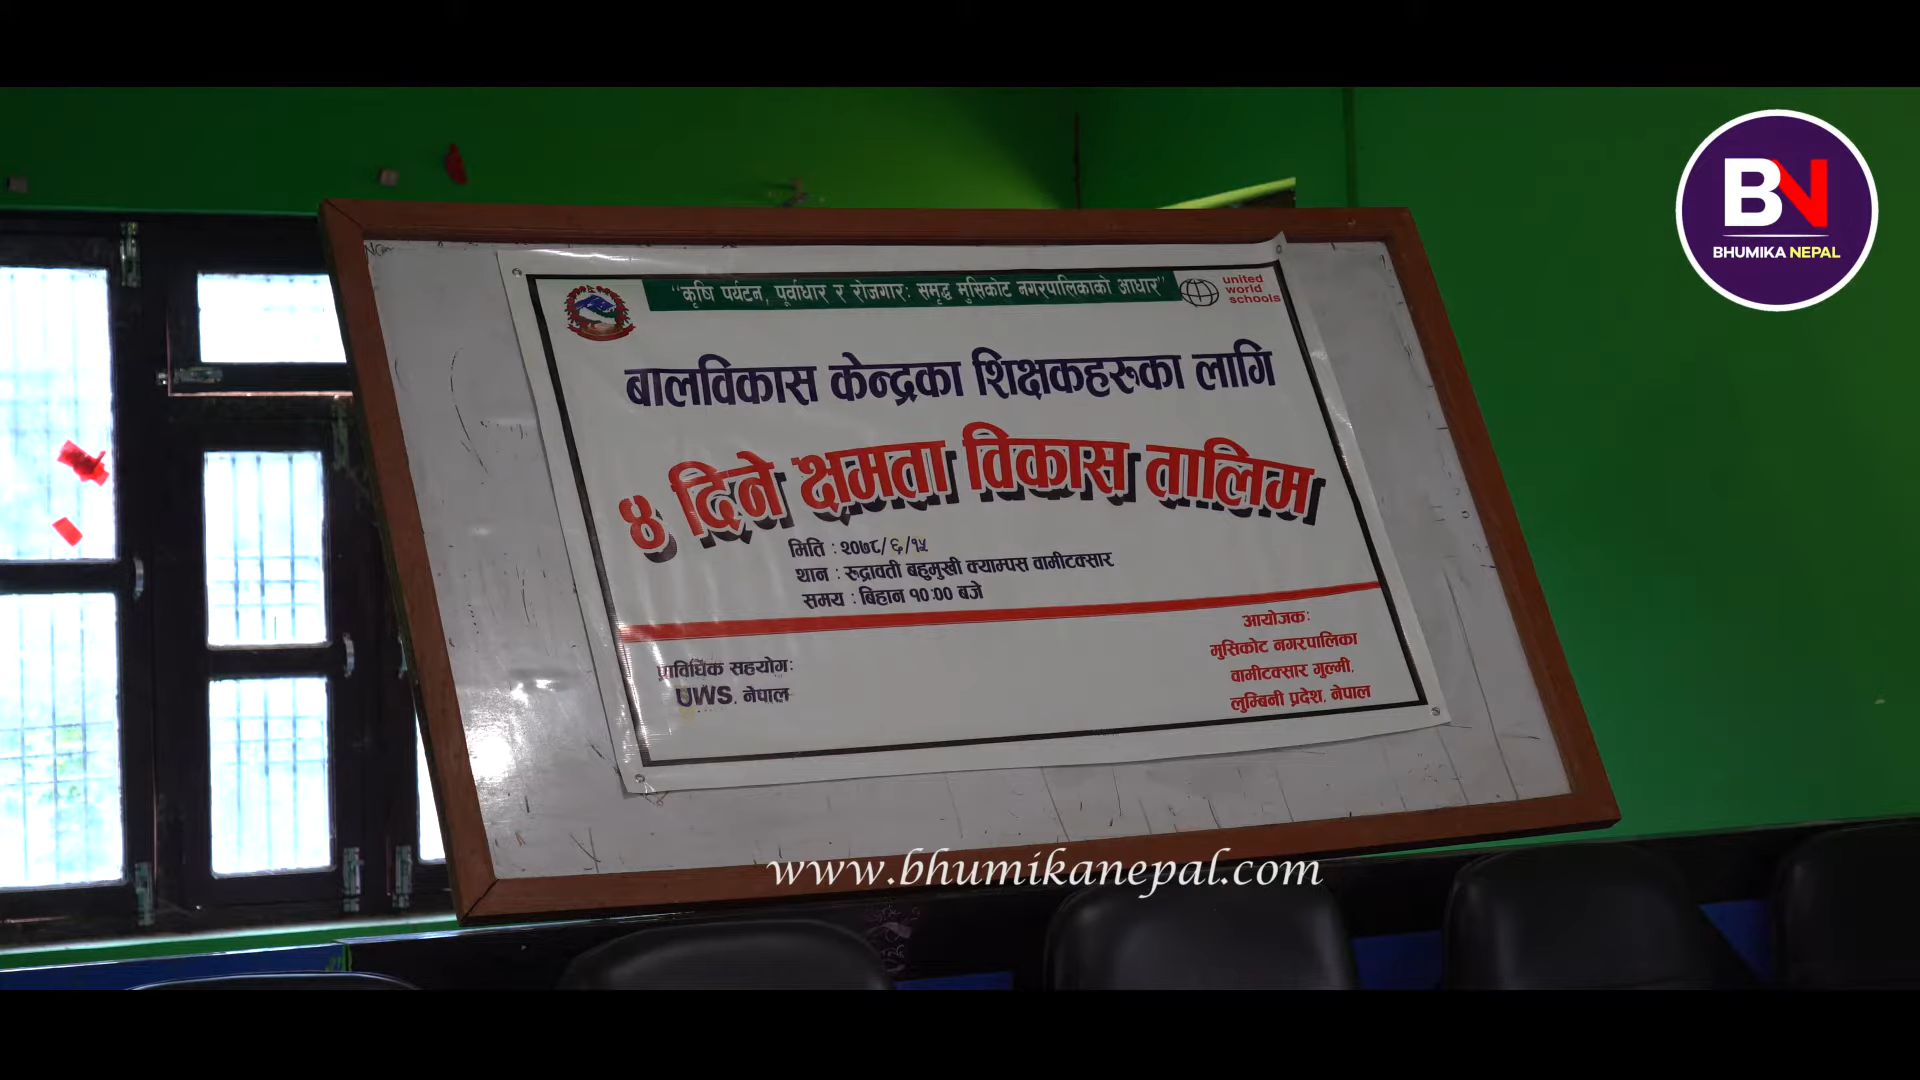 "कृषि पर्यटन, पूर्वाधार र रोजगारः समृद्ध मुसिकोट नगरपालिकाको आधार"
united
world
schools
BN
BHUMIKA NEPAL
बालविकास केन्द्रका शिक्षकहरुका लागि
४ दिने क्षमता विकास तालिम
मिति : २०७८/६/१५
थान : रुद्रावती बहुमुखी क्याम्पस वामीटक्सार
समय : बिहान १०:०० बजे
प्राविधिक सहयोग:
UWS. नेपाल
आयोजक:
मुसिकोट नगरपालिका
वामीटक्सार गुल्मी,
लुम्बिनी प्रदेश, नेपाल
www.bhumikanepal.com